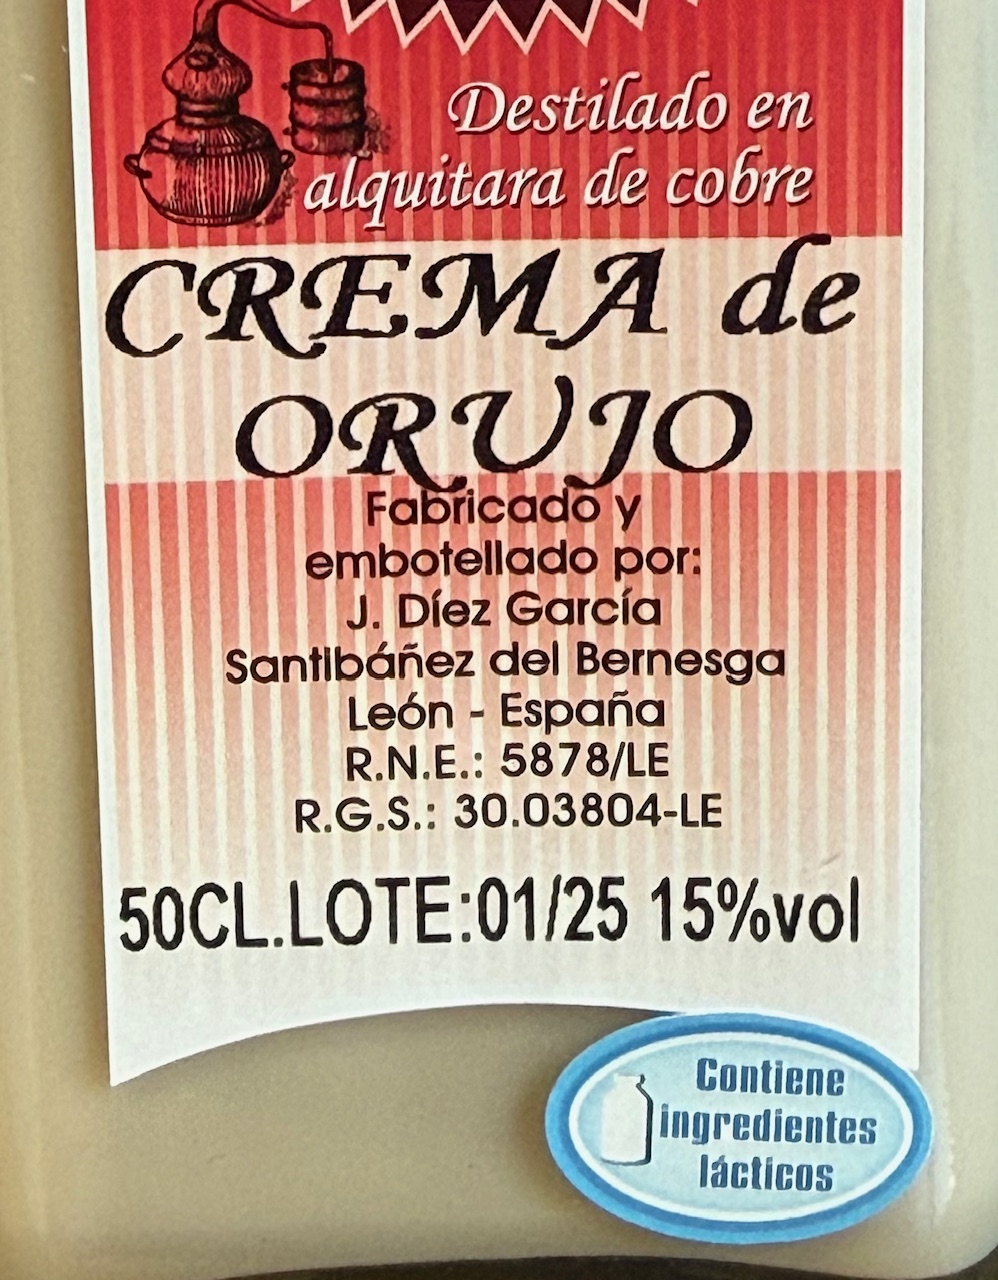 Destilado en
alquitara de cobre
CREMA de
ORUJO
Fabricado y
embotellado por:
J. Díez García
Santibáñez del Bernesga
León - España
R.N.E.: 5878/LE
R.G.S.: 30.03804-LE
50CL.LOTE:01/25 15%vol
Contiene
ingredientes
lácticos